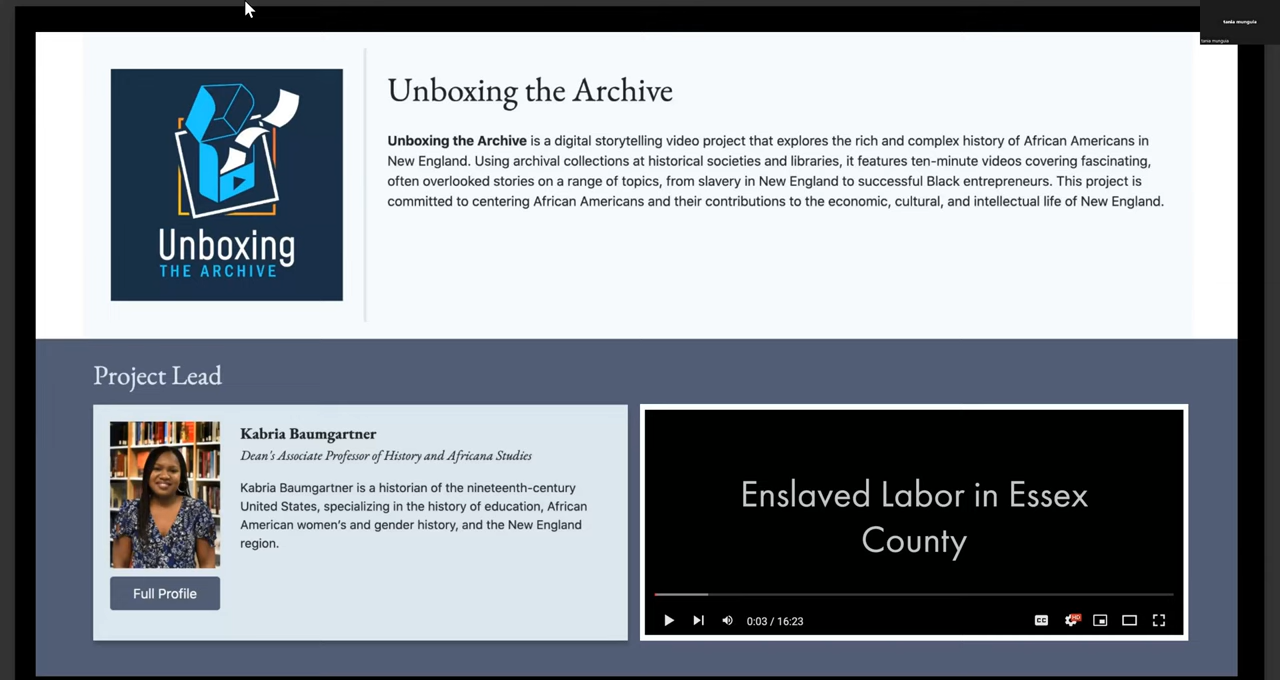 tania munguia
tania munguia
Unboxing
THE ARCHIVE
Unboxing the Archive
Unboxing the Archive is a digital storytelling video project that explores the rich and complex history of African Americans in
New England. Using archival collections at historical societies and libraries, it features ten-minute videos covering fascinating,
often overlooked stories on a range of topics, from slavery in New England to successful Black entrepreneurs. This project is
committed to centering African Americans and their contributions to the economic, cultural, and intellectual life of New England.
Project Lead
Kabria Baumgartner
Dean's Associate Professor of History and Africana Studies
Kabria Baumgartner is a historian of the nineteenth-century
United States, specializing in the history of education, African
American women's and gender history, and the New England
region.
Full Profile
Enslaved Labor in Essex
County
0:03 / 16:23
CC
HD